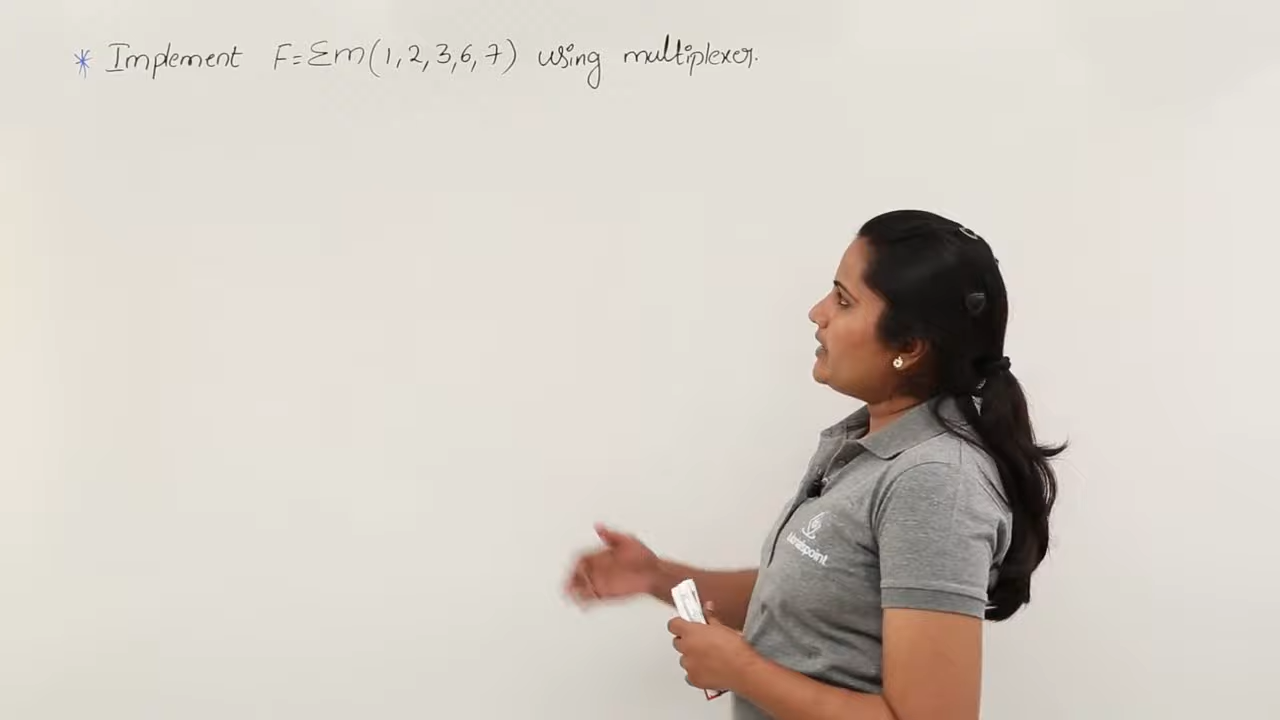 * Implement F=Σm(1,2,3,6,7) using multiplexer.